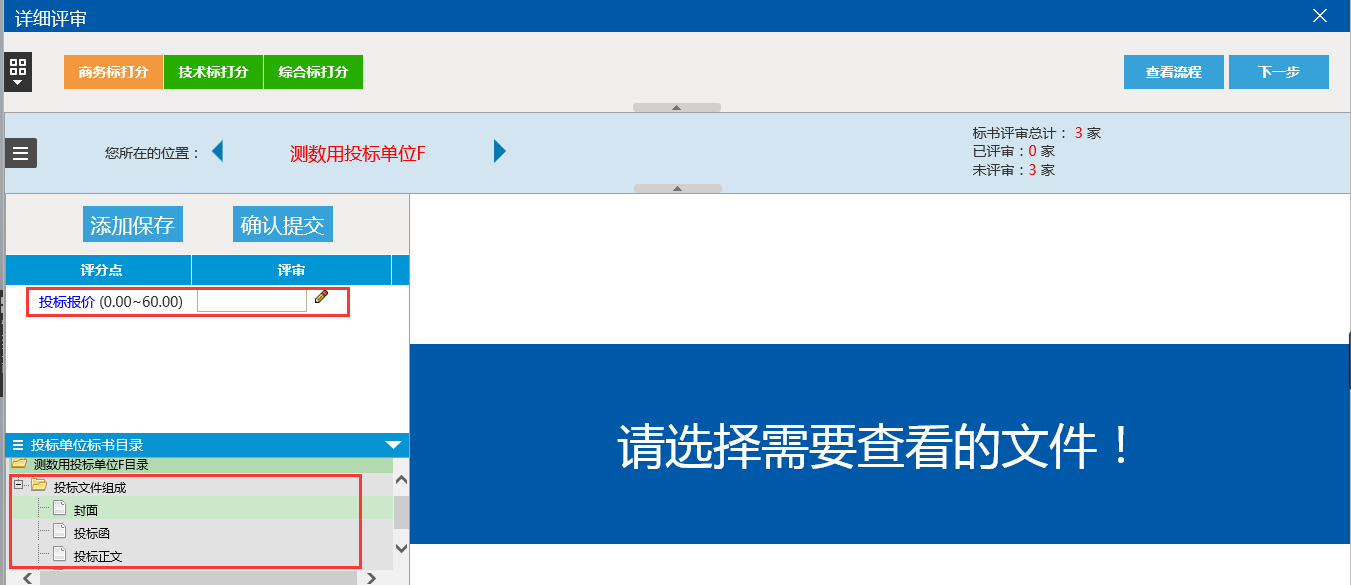 详细评审
商务标打分 技术标打分 综合标打分 查看流程 下一步
您所在的位置： 测数用投标单位F
标书评审总计： 3 家
已评审：0 家
未评审：3 家
添加保存 确认提交
评分点 评审
投标报价 (0.00~60.00)
请选择需要查看的文件！
投标单位标书目录
测数用投标单位F目录
投标文件组成
封面
投标函
投标正文